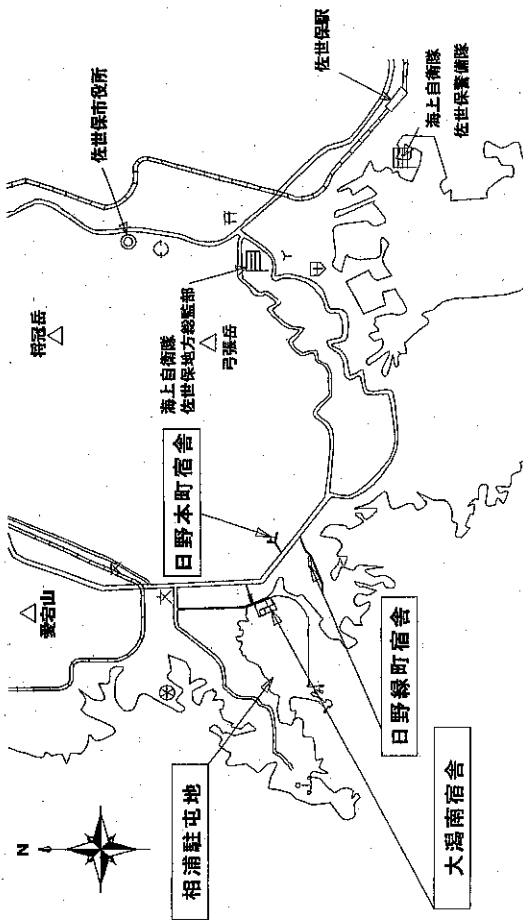 N
愛宕山
将冠岳
佐世保市役所
海上自衛隊
佐世保地方総監部
弓張岳
佐世保駅
海上自衛隊
佐世保警備隊
日野本町宿舎
相浦駐屯地
日野緑町宿舎
大潟南宿舎